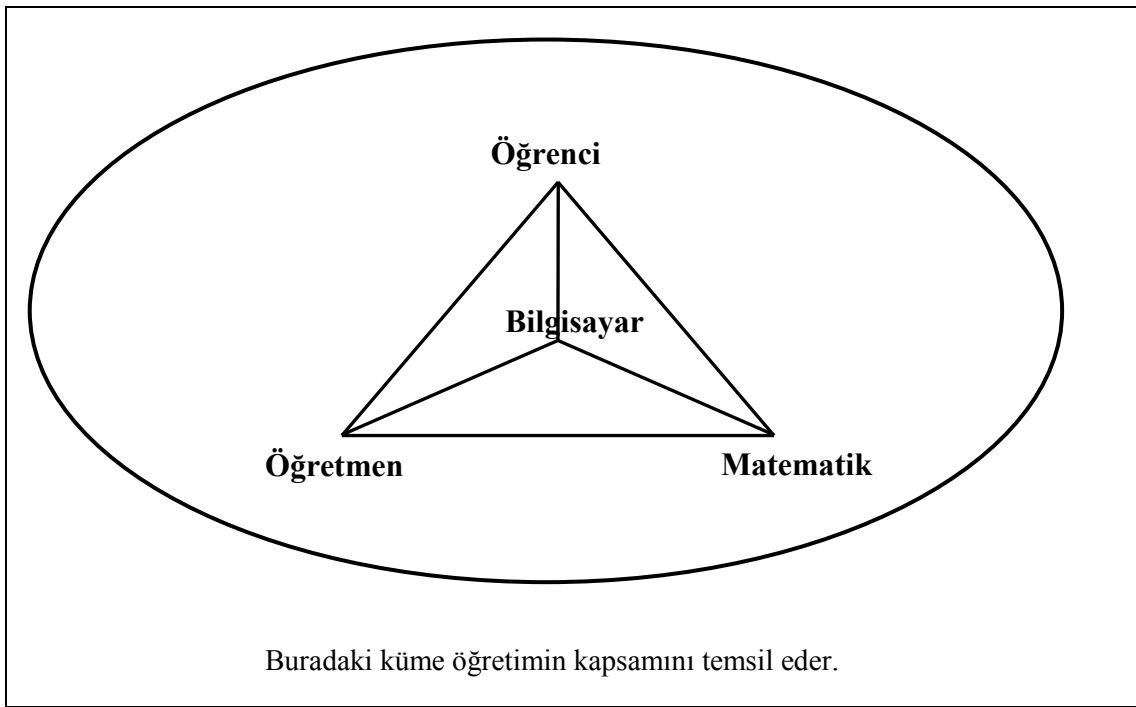 Öğrenci
Bilgisayar
Öğretmen
Matematik
Buradaki küme öğretimin kapsamını temsil eder.